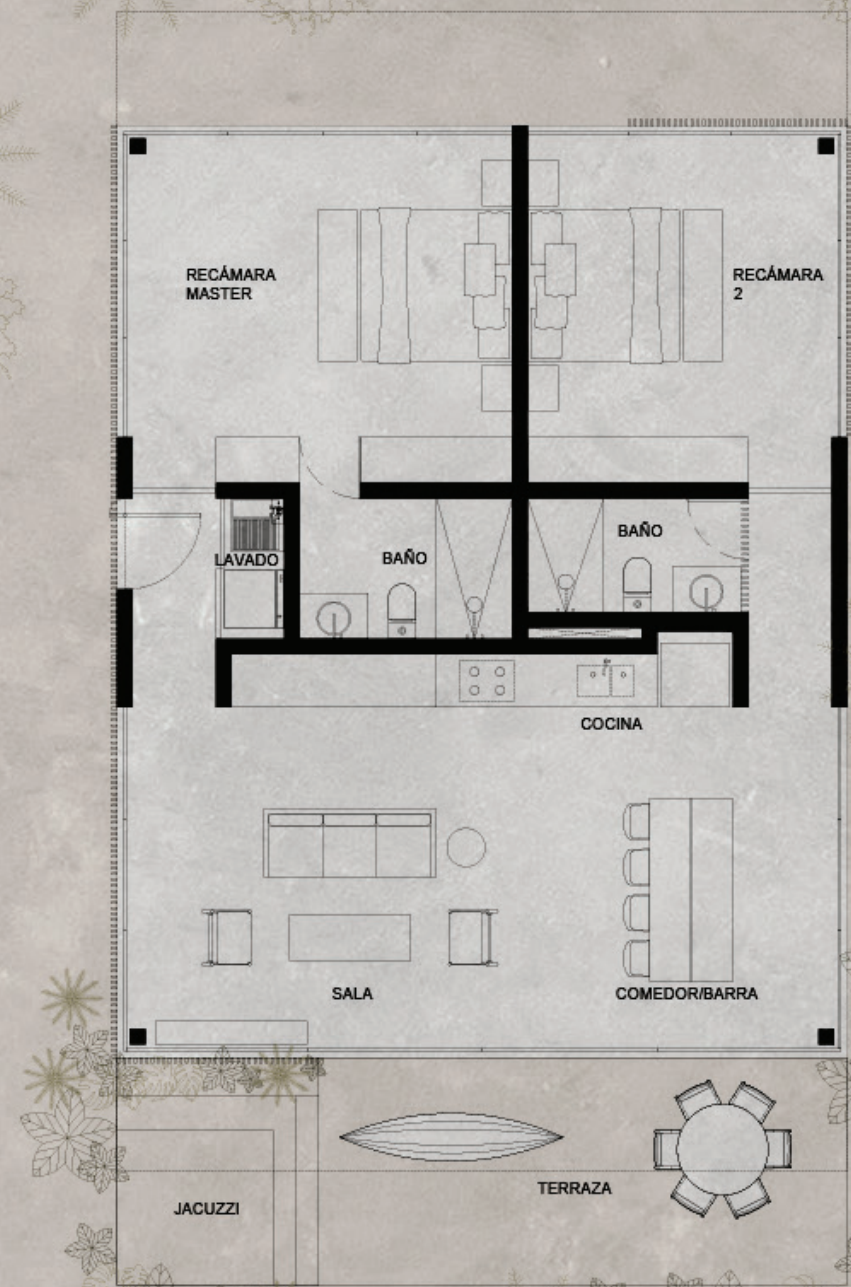 RECÁMARA
MASTER
RECÁMARA
2
LAVADO
BAÑO
BAÑO
COCINA
SALA
COMEDOR/BARRA
TERRAZA
JACUZZI